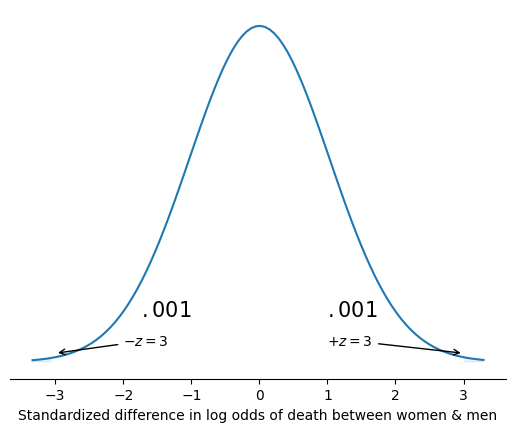 .001 .001
−z = 3 +z = 3
−3 −2 −1 0 1 2 3
Standardized difference in log odds of death between women & men